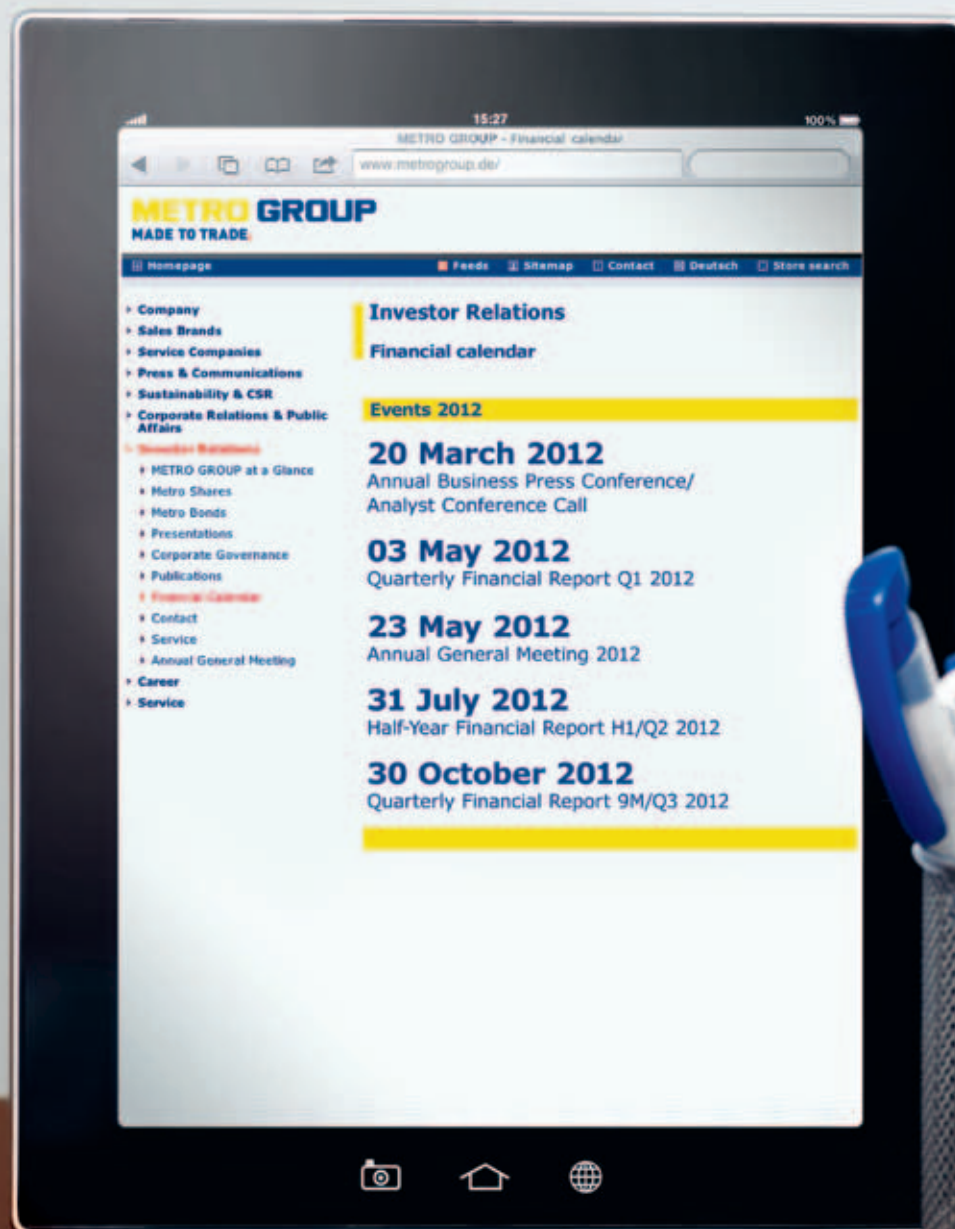 15:27
100%
METRO GROUP - Financial calendar
www.metrogroup.de/
METRO GROUP
MADE TO TRADE.
Homepage
Feeds
Sitemap
Contact
Deutsch
Store search
Company
Sales Brands
Service Companies
Press & Communications
Sustainability & CSR
Corporate Relations & Public
Affairs
Investor Relations
METRO GROUP at a Glance
Metro Shares
Metro Bonds
Presentations
Corporate Governance
Publications
Financial Calendar
Contact
Service
Annual General Meeting
Career
Service
Investor Relations
Financial calendar
Events 2012
20 March 2012
Annual Business Press Conference/
Analyst Conference Call
03 May 2012
Quarterly Financial Report Q1 2012
23 May 2012
Annual General Meeting 2012
31 July 2012
Half-Year Financial Report H1/Q2 2012
30 October 2012
Quarterly Financial Report 9M/Q3 2012